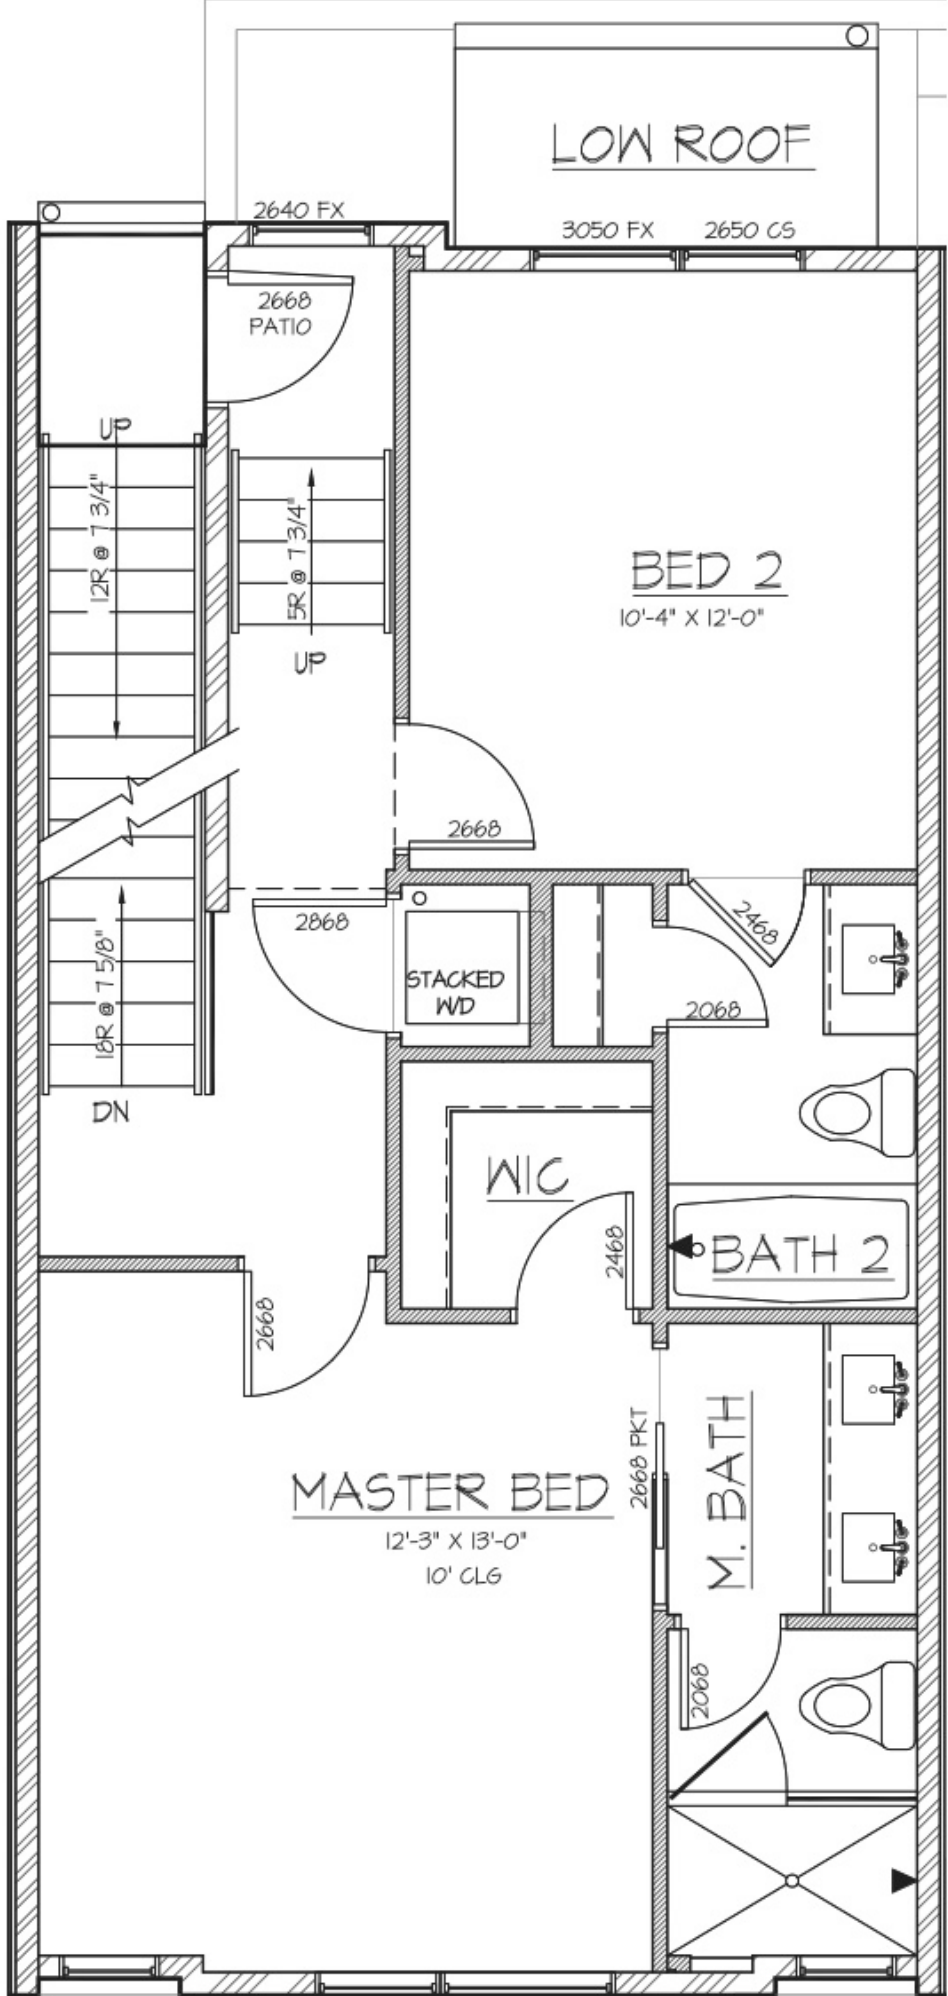 LOW ROOF
2640 FX
3050 FX
2650 CS
2668
PATIO
UP
12R @ 7 3/4"
5R @ 7 3/4"
UP
BED 2
10'-4" X 12'-0"
2668
2868
STACKED
W/D
2468
2068
18R @ 7 5/8"
DN
WIC
2468
BATH 2
2668
MASTER BED
12'-3" X 13'-0"
10' CLG
2668 PKT
M. BATH
2068